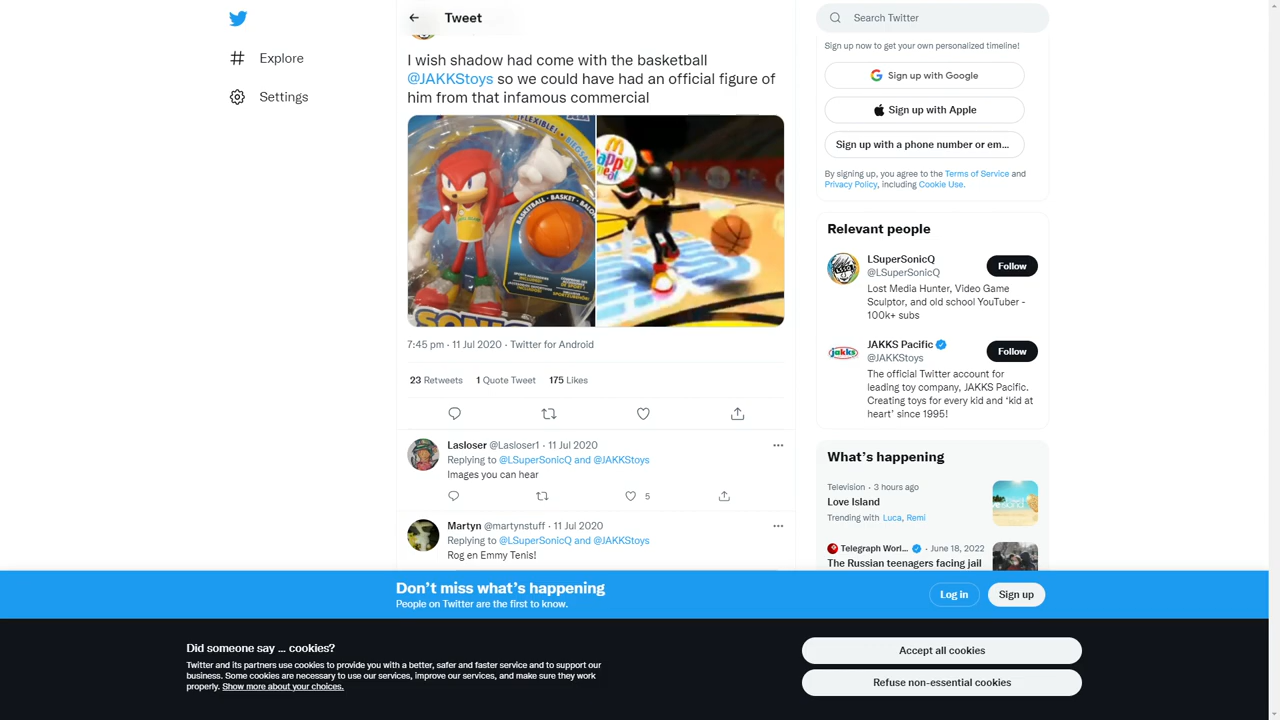 Tweet
Search Twitter
Explore
Settings
I wish shadow had come with the basketball
@JAKKStoys so we could have had an official figure of
him from that infamous commercial
FLEXIBLE!
BASKETBALL • BASKET •
SONIC
7:45 pm · 11 Jul 2020 · Twitter for Android
23 Retweets 1 Quote Tweet 175 Likes
Lasloser @Lasloser1 · 11 Jul 2020
Replying to @LSuperSonicQ and @JAKKStoys
Images you can hear
5
Martyn @martynstuff · 11 Jul 2020
Replying to @LSuperSonicQ and @JAKKStoys
Rog en Emmy Tenis!
Sign up now to get your own personalized timeline!
Sign up with Google
Sign up with Apple
Sign up with a phone number or em...
By signing up, you agree to the Terms of Service and
Privacy Policy, including Cookie Use.
Relevant people
LSuperSonicQ
@LSuperSonicQ
Follow
Lost Media Hunter, Video Game
Sculptor, and old school YouTuber -
100k+ subs
jakks
JAKKS Pacific
@JAKKStoys
Follow
The official Twitter account for
leading toy company, JAKKS Pacific.
Creating toys for every kid and 'kid at
heart' since 1995!
What's happening
Television · 3 hours ago
Love Island
Trending with Luca, Remi
Telegraph Worl... · June 18, 2022
The Russian teenagers facing jail
Don't miss what's happening
People on Twitter are the first to know.
Log in
Sign up
Did someone say ... cookies?
Twitter and its partners use cookies to provide you with a better, safer and faster service and to support our
business. Some cookies are necessary to use our services, improve our services, and make sure they work
properly. Show more about your choices.
Accept all cookies
Refuse non-essential cookies